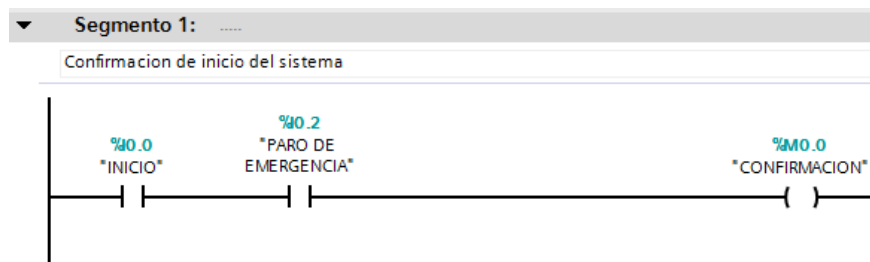 Segmento 1: .....
Confirmacion de inicio del sistema
%I0.2
%I0.0 "PARO DE %M0.0
"INICIO" EMERGENCIA" "CONFIRMACION"